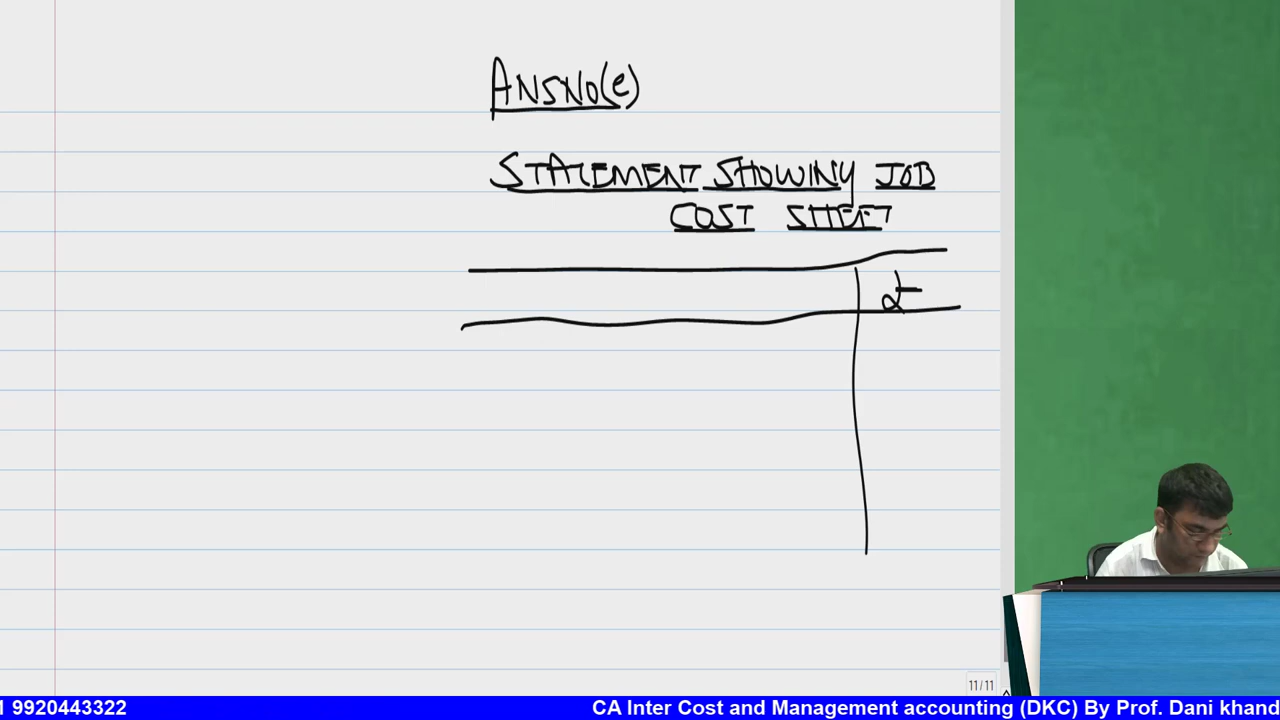 ANSNO(e)
STATEMENT SHOWING JOB
COST SHEET
11/11
1 9920443322 CA Inter Cost and Management accounting (DKC) By Prof. Dani khand